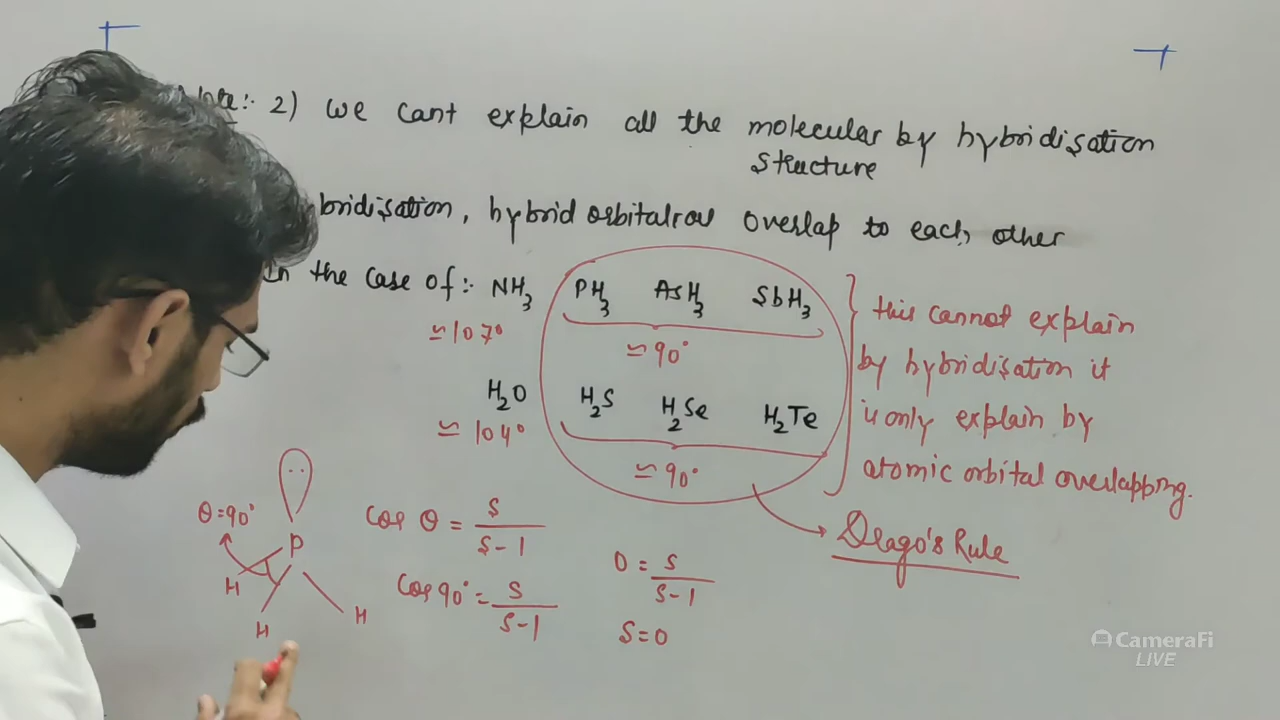 Note:- 2) We cant explain all the molecular by hybridisation
structure
bridisation, hybrid orbital overlap to each other
In the case of :- NH3 PH3 AsH3 SbH3
≃107° ≃90°
H2O H2S H2Se H2Te
≃104° ≃90°
this cannot explain
by hybridisation it
is only explain by
atomic orbital overlapping.
Drago's Rule
θ=90°
P
H
H
H
Cos θ = S/S-1
Cos 90° = S/S-1
0 = S/S-1
S=0
CameraFi
LIVE